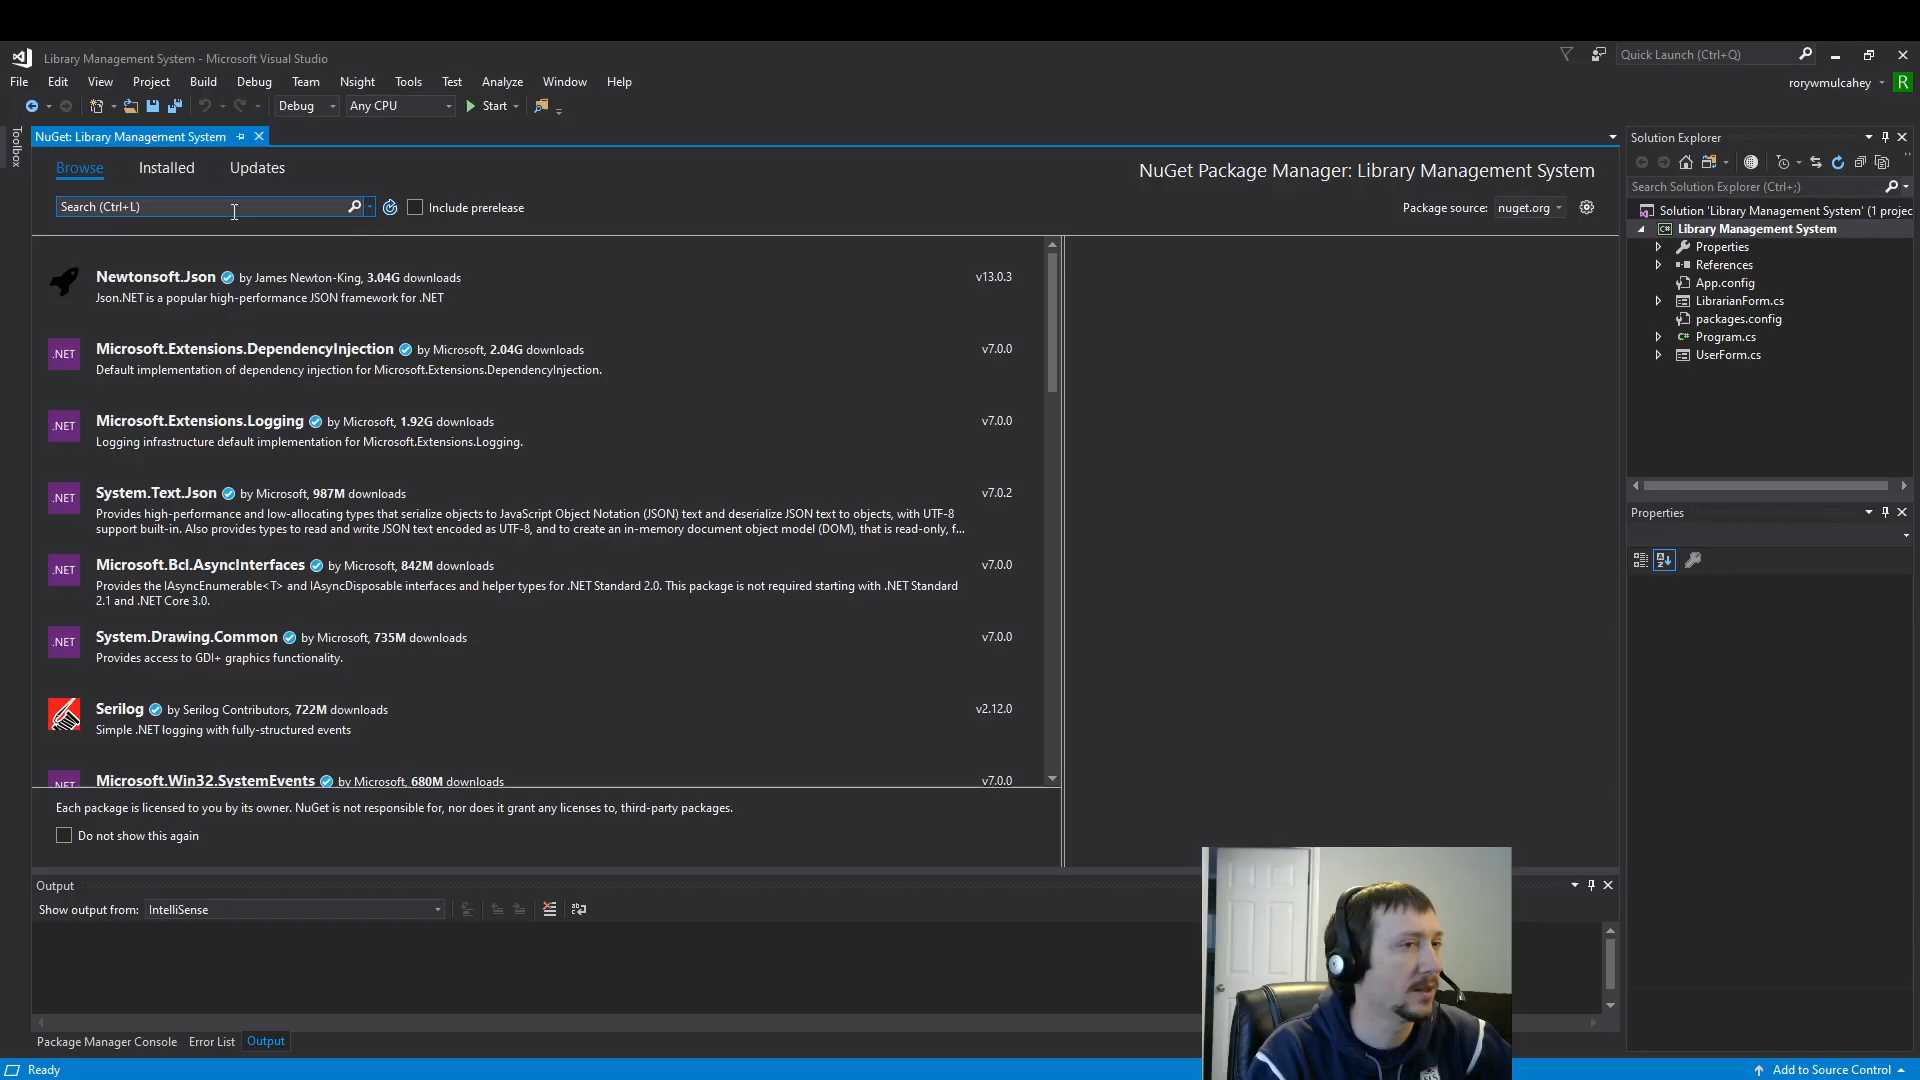 Library Management System - Microsoft Visual Studio
Quick Launch (Ctrl+Q)
File Edit View Project Build Debug Team Nsight Tools Test Analyze Window Help
rorywmulcahey R
Debug Any CPU Start
Toolbox
NuGet: Library Management System
Browse Installed Updates
NuGet Package Manager: Library Management System
Search (Ctrl+L)
Include prerelease
Package source: nuget.org
Newtonsoft.Json by James Newton-King, 3.04G downloads v13.0.3
Json.NET is a popular high-performance JSON framework for .NET
.NET Microsoft.Extensions.DependencyInjection by Microsoft, 2.04G downloads v7.0.0
Default implementation of dependency injection for Microsoft.Extensions.DependencyInjection.
.NET Microsoft.Extensions.Logging by Microsoft, 1.92G downloads v7.0.0
Logging infrastructure default implementation for Microsoft.Extensions.Logging.
.NET System.Text.Json by Microsoft, 987M downloads v7.0.2
Provides high-performance and low-allocating types that serialize objects to JavaScript Object Notation (JSON) text and deserialize JSON text to objects, with UTF-8
support built-in. Also provides types to read and write JSON text encoded as UTF-8, and to create an in-memory document object model (DOM), that is read-only, f...
.NET Microsoft.Bcl.AsyncInterfaces by Microsoft, 842M downloads v7.0.0
Provides the IAsyncEnumerable<T> and IAsyncDisposable interfaces and helper types for .NET Standard 2.0. This package is not required starting with .NET Standard
2.1 and .NET Core 3.0.
.NET System.Drawing.Common by Microsoft, 735M downloads v7.0.0
Provides access to GDI+ graphics functionality.
Serilog by Serilog Contributors, 722M downloads v2.12.0
Simple .NET logging with fully-structured events
.NET Microsoft.Win32.SystemEvents by Microsoft, 680M downloads v7.0.0
Each package is licensed to you by its owner. NuGet is not responsible for, nor does it grant any licenses to, third-party packages.
Do not show this again
Output
Show output from: IntelliSense
Package Manager Console Error List Output
Ready
Add to Source Control
Solution Explorer
Search Solution Explorer (Ctrl+;)
Solution 'Library Management System' (1 projec
C# Library Management System
Properties
References
App.config
LibrarianForm.cs
packages.config
C# Program.cs
UserForm.cs
Properties